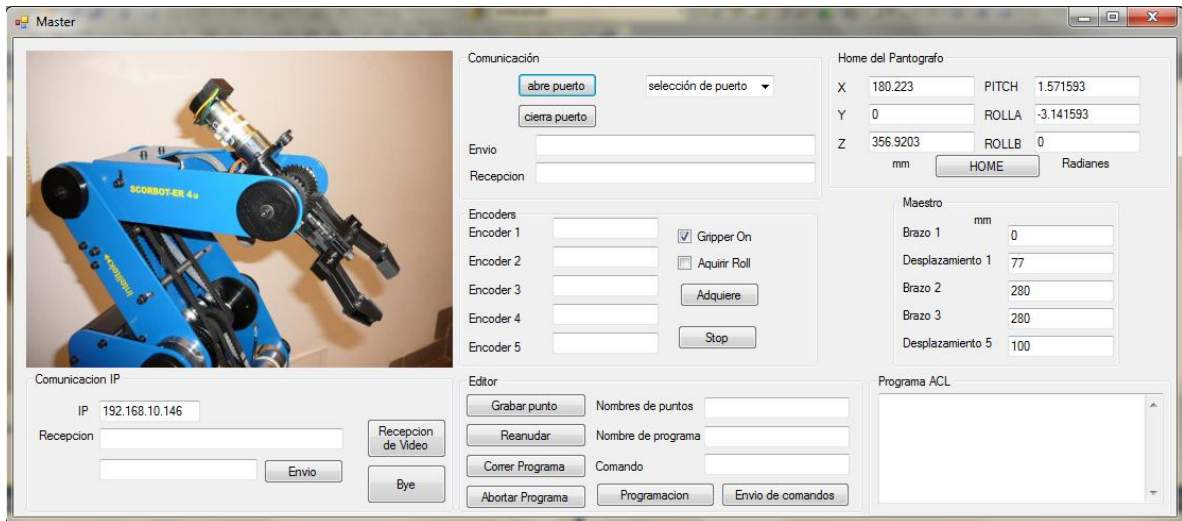 Master
SCORBOT-ER 4u
intelitek
Comunicación
abre puerto
selección de puerto
cierra puerto
Envio
Recepcion
Home del Pantografo
X 180.223 PITCH 1.571593
Y 0 ROLLA -3.141593
Z 356.9203 ROLLB 0
mm HOME Radianes
Encoders
Encoder 1
Encoder 2
Encoder 3
Encoder 4
Encoder 5
Gripper On
Aquirir Roll
Adquiere
Stop
Maestro
mm
Brazo 1 0
Desplazamiento 1 77
Brazo 2 280
Brazo 3 280
Desplazamiento 5 100
Comunicacion IP
IP 192.168.10.146
Recepcion
Envio
Recepcion
de Video
Bye
Editor
Grabar punto Nombres de puntos
Reanudar Nombre de programa
Correr Programa Comando
Abortar Programa Programacion Envio de comandos
Programa ACL